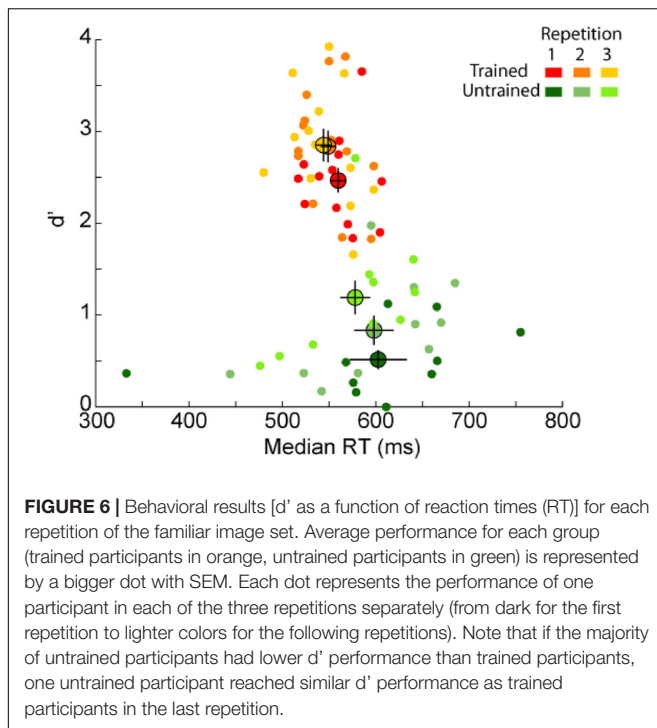 4
3
2
1
0
d'
Repetition
1 2 3
Trained
Untrained
300 400 500 600 700 800
Median RT (ms)
FIGURE 6 | Behavioral results [d' as a function of reaction times (RT)] for each
repetition of the familiar image set. Average performance for each group
(trained participants in orange, untrained participants in green) is represented
by a bigger dot with SEM. Each dot represents the performance of one
participant in each of the three repetitions separately (from dark for the first
repetition to lighter colors for the following repetitions). Note that if the majority
of untrained participants had lower d' performance than trained participants,
one untrained participant reached similar d' performance as trained
participants in the last repetition.